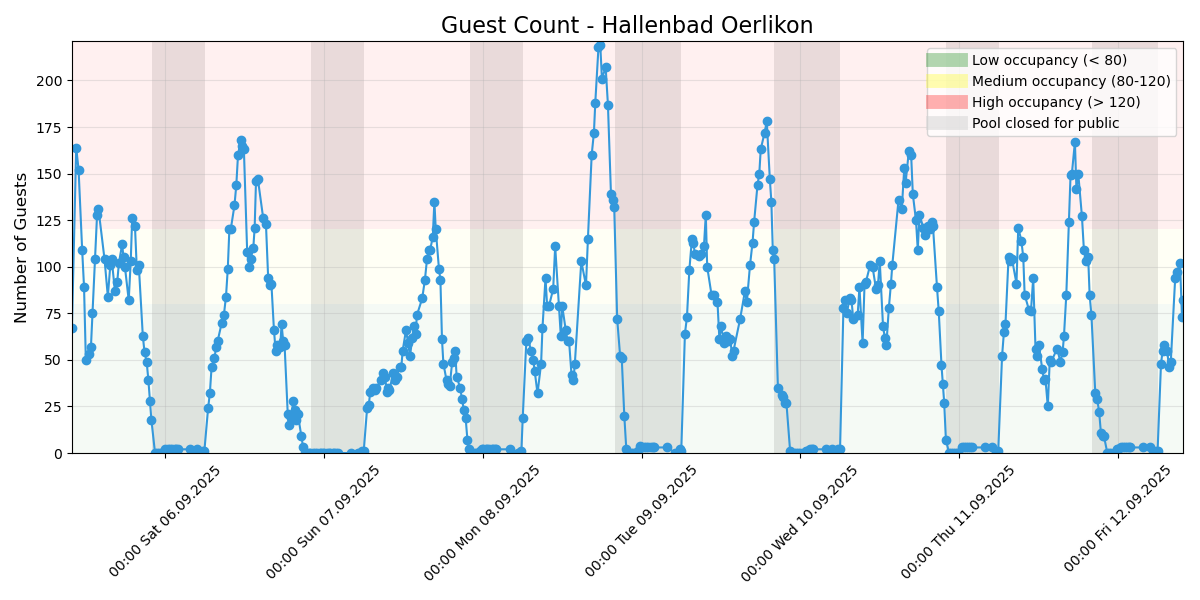 Guest Count - Hallenbad Oerlikon
Number of Guests
200
175
150
125
100
75
50
25
0
Low occupancy (< 80)
Medium occupancy (80-120)
High occupancy (> 120)
Pool closed for public
00:00 Sat 06.09.2025
00:00 Sun 07.09.2025
00:00 Mon 08.09.2025
00:00 Tue 09.09.2025
00:00 Wed 10.09.2025
00:00 Thu 11.09.2025
00:00 Fri 12.09.2025